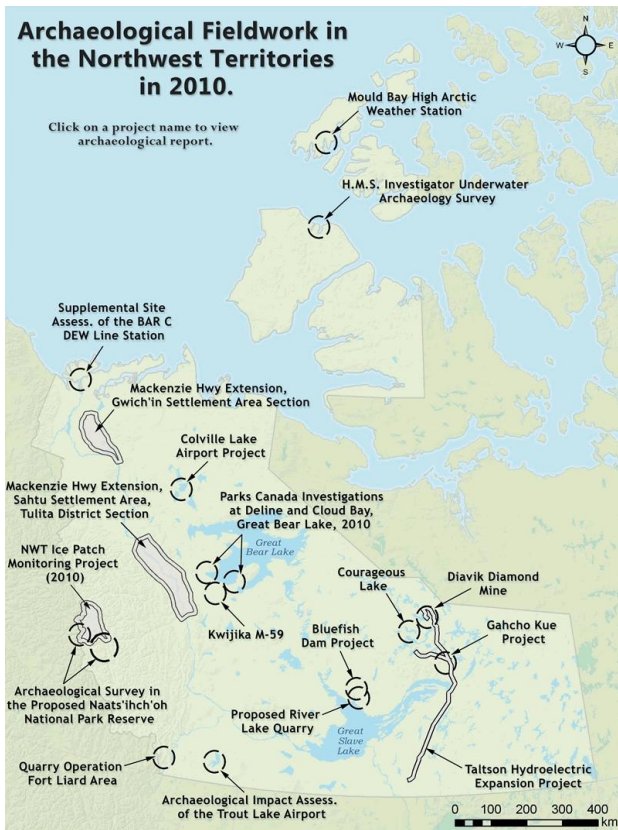 Archaeological Fieldwork in
the Northwest Territories
in 2010.
Click on a project name to view
archaeological report.
N
W
E
S
Mould Bay High Arctic
Weather Station
H.M.S. Investigator Underwater
Archaeology Survey
Supplemental Site
Assess. of the BAR C
DEW Line Station
Mackenzie Hwy Extension,
Gwich'in Settlement Area Section
Colville Lake
Airport Project
Mackenzie Hwy Extension,
Sahtu Settlement Area,
Tulita District Section
Parks Canada Investigations
at Deline and Cloud Bay,
Great Bear Lake, 2010
Great
Bear Lake
NWT Ice Patch
Monitoring Project
(2010)
Courageous
Lake
Diavik Diamond
Mine
Kwijika M-59
Bluefish
Dam Project
Gahcho Kue
Project
Archaeological Survey in
the Proposed Naats'ihch'oh
National Park Reserve
Proposed River
Lake Quarry
Great
Slave
Lake
Quarry Operation
Fort Liard Area
Taltson Hydroelectric
Expansion Project
Archaeological Impact Assess.
of the Trout Lake Airport
0 100 200 300 400
km